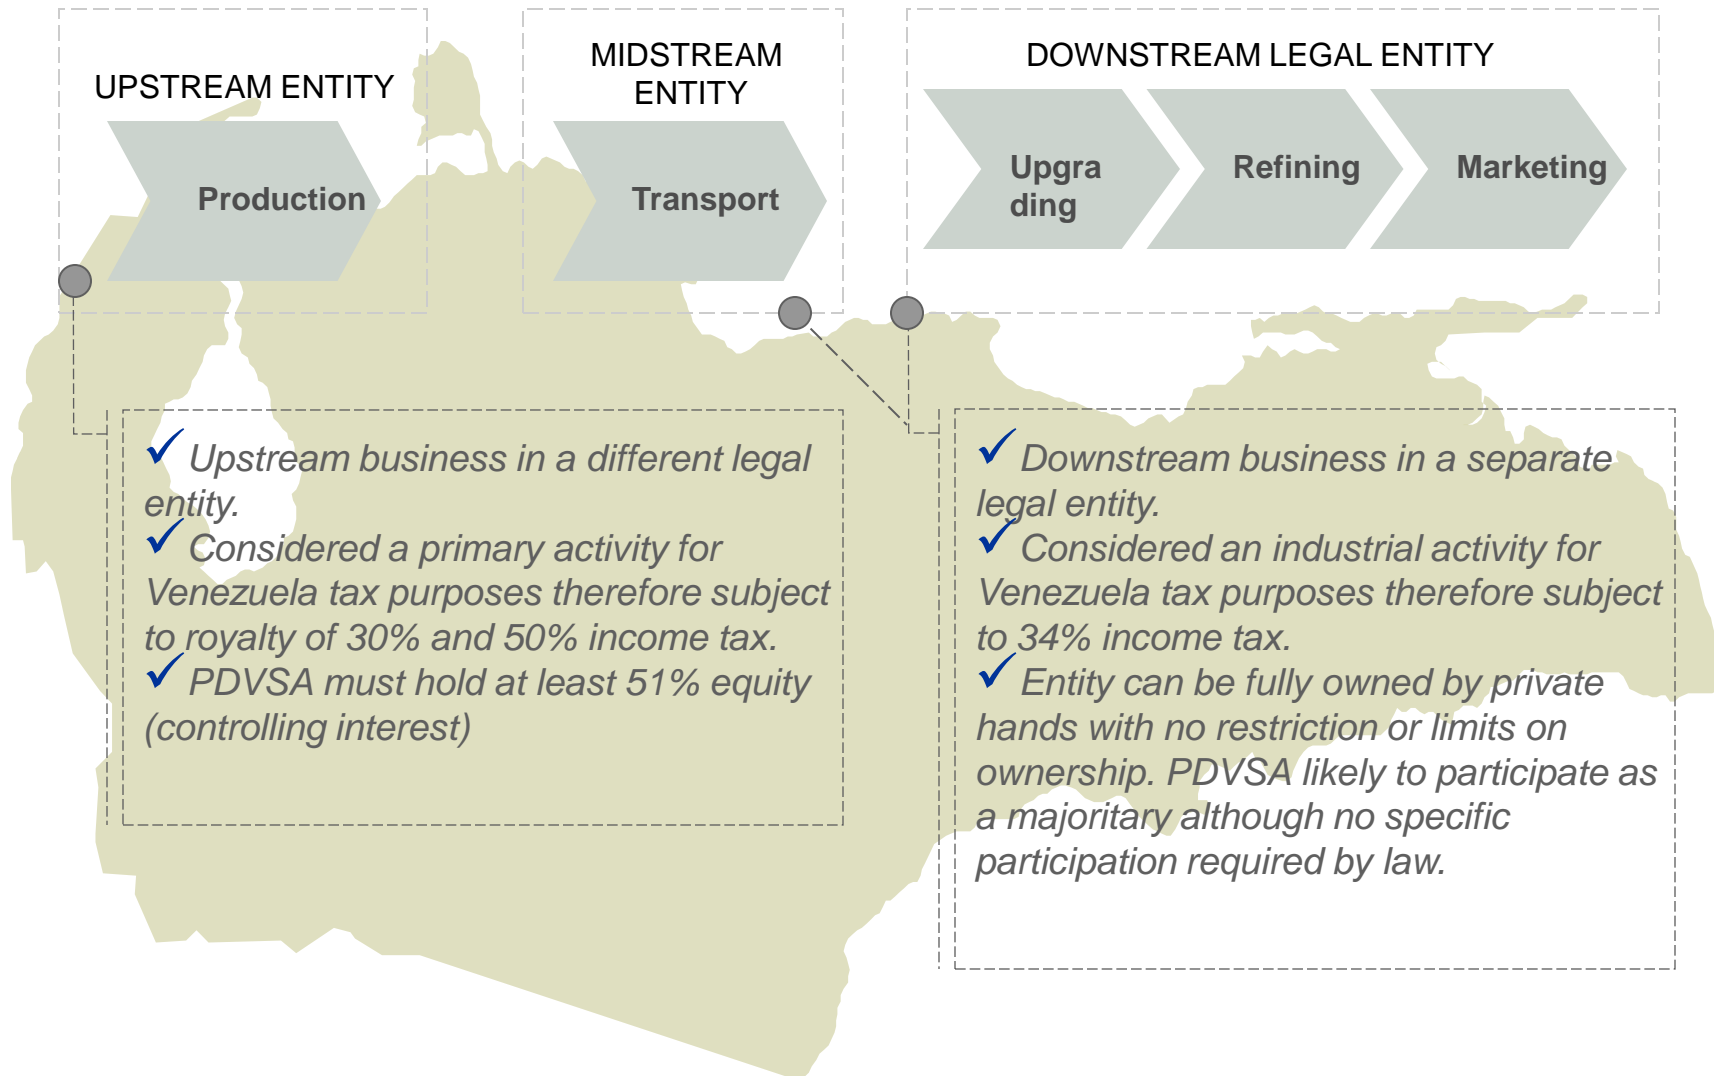 UPSTREAM ENTITY
Production
MIDSTREAM
ENTITY
Transport
DOWNSTREAM LEGAL ENTITY
Upgra
ding
Refining
Marketing
✓ Upstream business in a different legal
entity.
✓ Considered a primary activity for
Venezuela tax purposes therefore subject
to royalty of 30% and 50% income tax.
✓ PDVSA must hold at least 51% equity
(controlling interest)
✓ Downstream business in a separate
legal entity.
✓ Considered an industrial activity for
Venezuela tax purposes therefore subject
to 34% income tax.
✓ Entity can be fully owned by private
hands with no restriction or limits on
ownership. PDVSA likely to participate as
a majoritary although no specific
participation required by law.